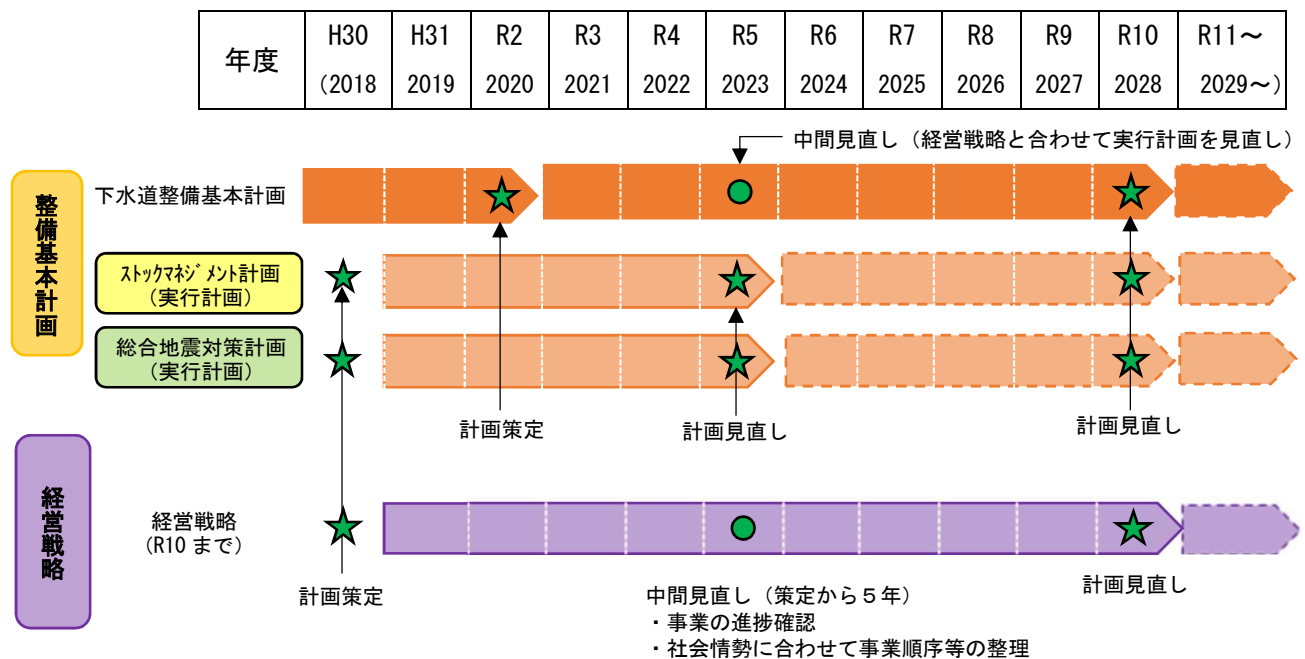 年度
H30 H31 R2 R3 R4 R5 R6 R7 R8 R9 R10 R11～
(2018 2019 2020 2021 2022 2023 2024 2025 2026 2027 2028 2029～)
中間見直し（経営戦略と合わせて実行計画を見直し）
整備基本計画
下水道整備基本計画
ｽﾄｯｸﾏﾈｼﾞﾒﾝﾄ計画
(実行計画)
総合地震対策計画
(実行計画)
計画策定
計画見直し
計画見直し
経営戦略
経営戦略
(R10 まで)
計画策定
中間見直し（策定から５年）
・事業の進捗確認
・社会情勢に合わせて事業順序等の整理
計画見直し